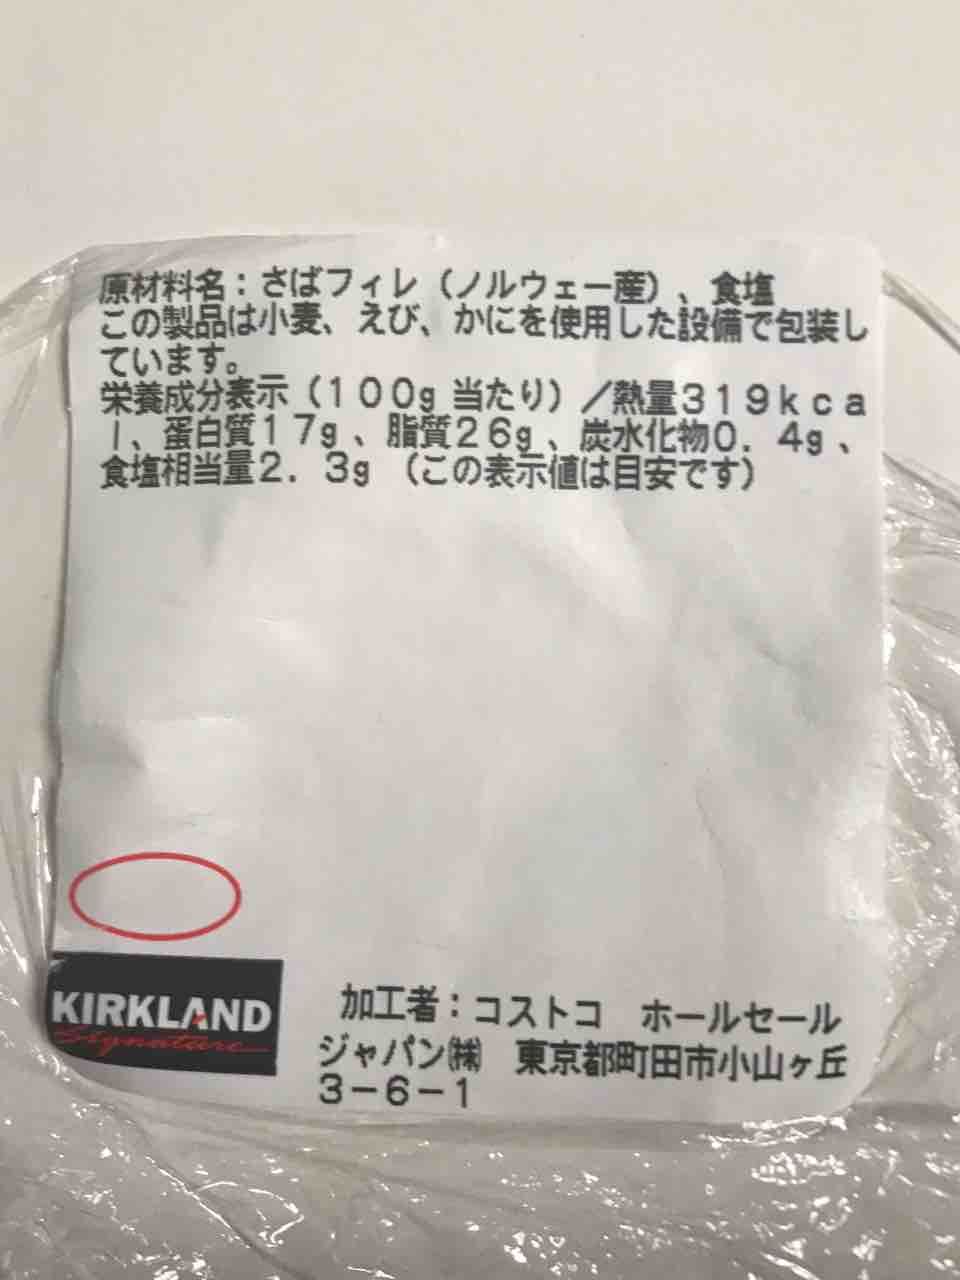 原材料名：さばフィレ（ノルウェー産）、食塩
この製品は小麦、えび、かにを使用した設備で包装し
ています。
栄養成分表示（１００g 当たり）／熱量３１９ｋｃａ
ｌ、蛋白質１７g、脂質２６g、炭水化物０．４g、
食塩相当量２．３g （この表示値は目安です）
KIRKLAND
Signature
加工者：コストコ　ホールセール
ジャパン㈱　東京都町田市小山ヶ丘
３－６－１